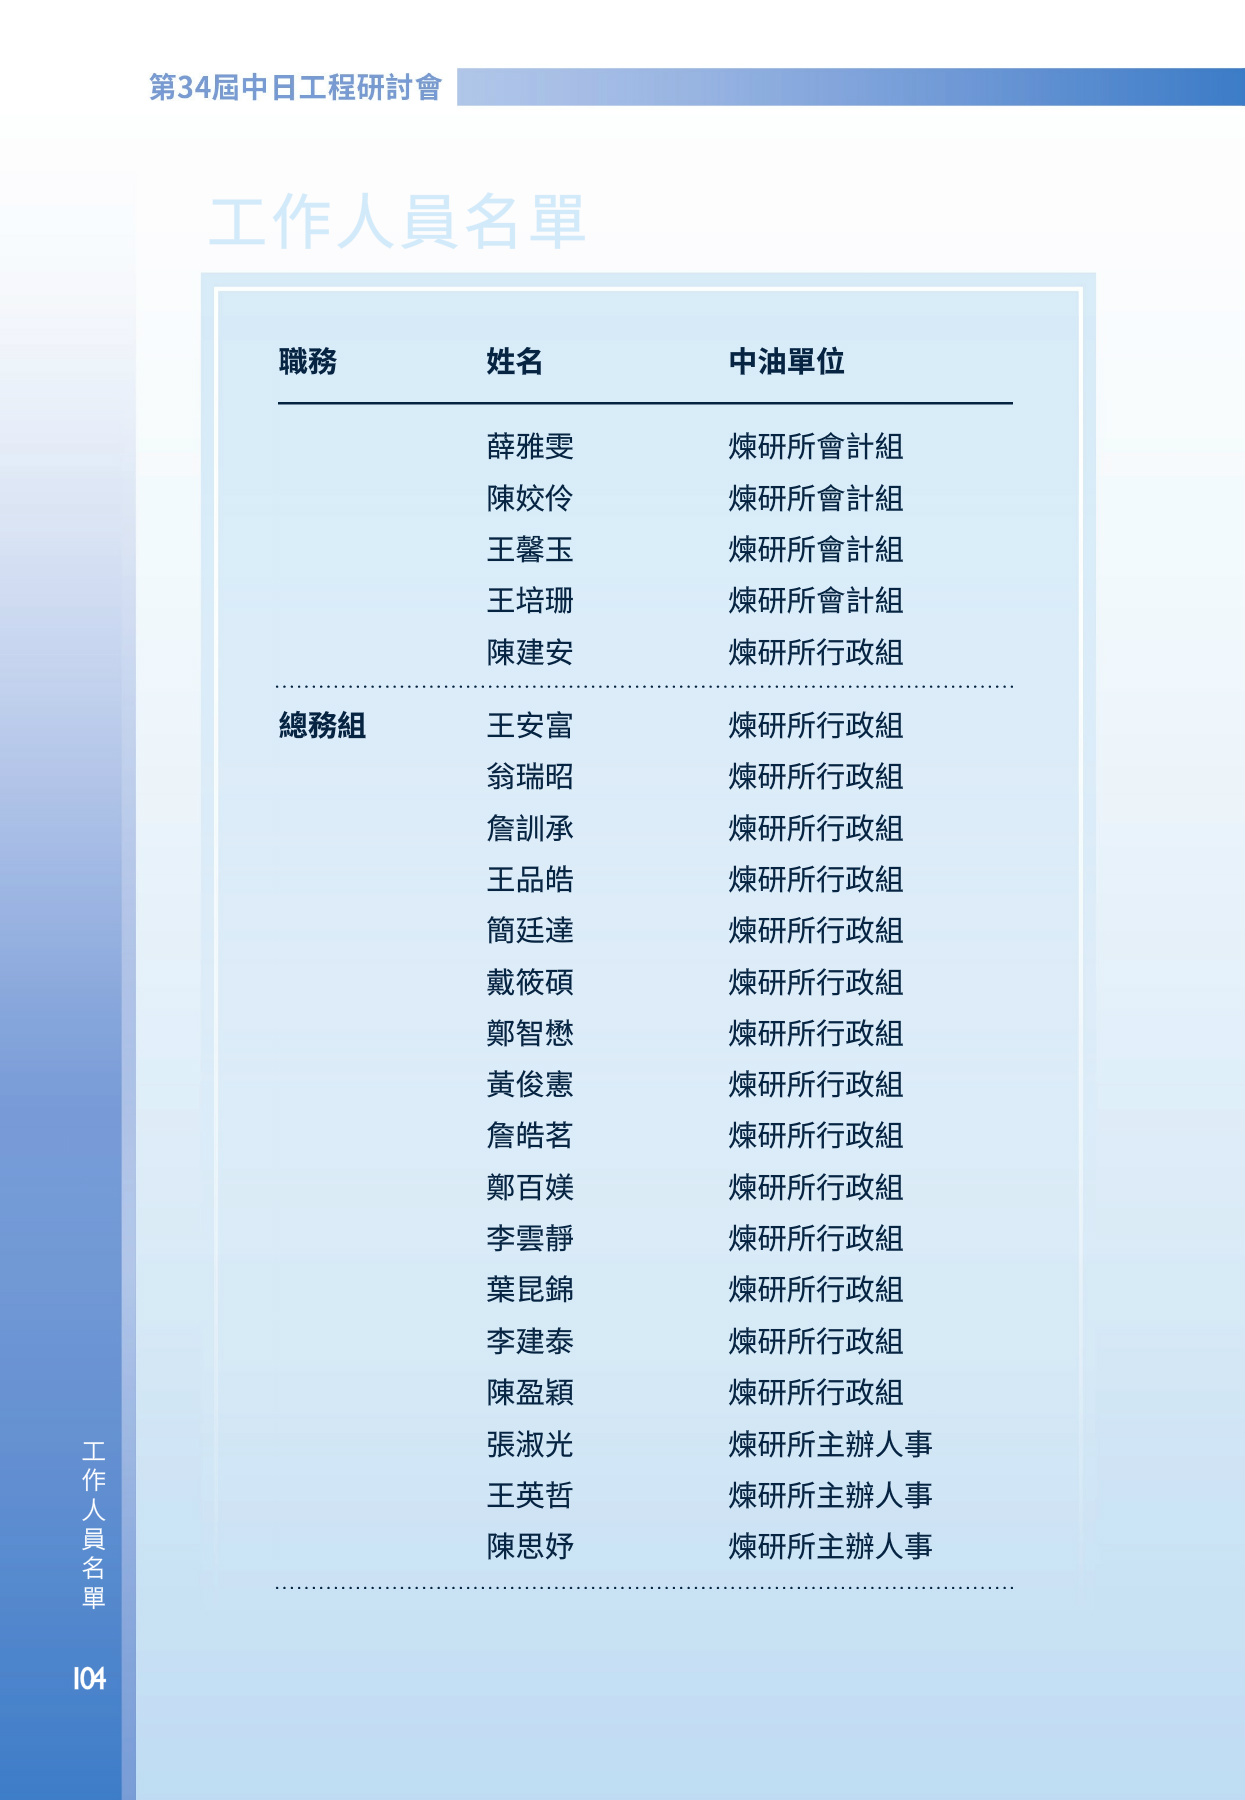 第34屆中日工程研討會
工作人員名單
職務 姓名 中油單位
薛雅雯 煉研所會計組
陳姣伶 煉研所會計組
王馨玉 煉研所會計組
王培珊 煉研所會計組
陳建安 煉研所行政組
總務組 王安富 煉研所行政組
翁瑞昭 煉研所行政組
詹訓承 煉研所行政組
王品皓 煉研所行政組
簡廷達 煉研所行政組
戴筱碩 煉研所行政組
鄭智懋 煉研所行政組
黃俊憲 煉研所行政組
詹皓茗 煉研所行政組
鄭百媄 煉研所行政組
李雲靜 煉研所行政組
葉昆錦 煉研所行政組
李建泰 煉研所行政組
陳盈穎 煉研所行政組
張淑光 煉研所主辦人事
王英哲 煉研所主辦人事
陳思妤 煉研所主辦人事
工作人員名單
104